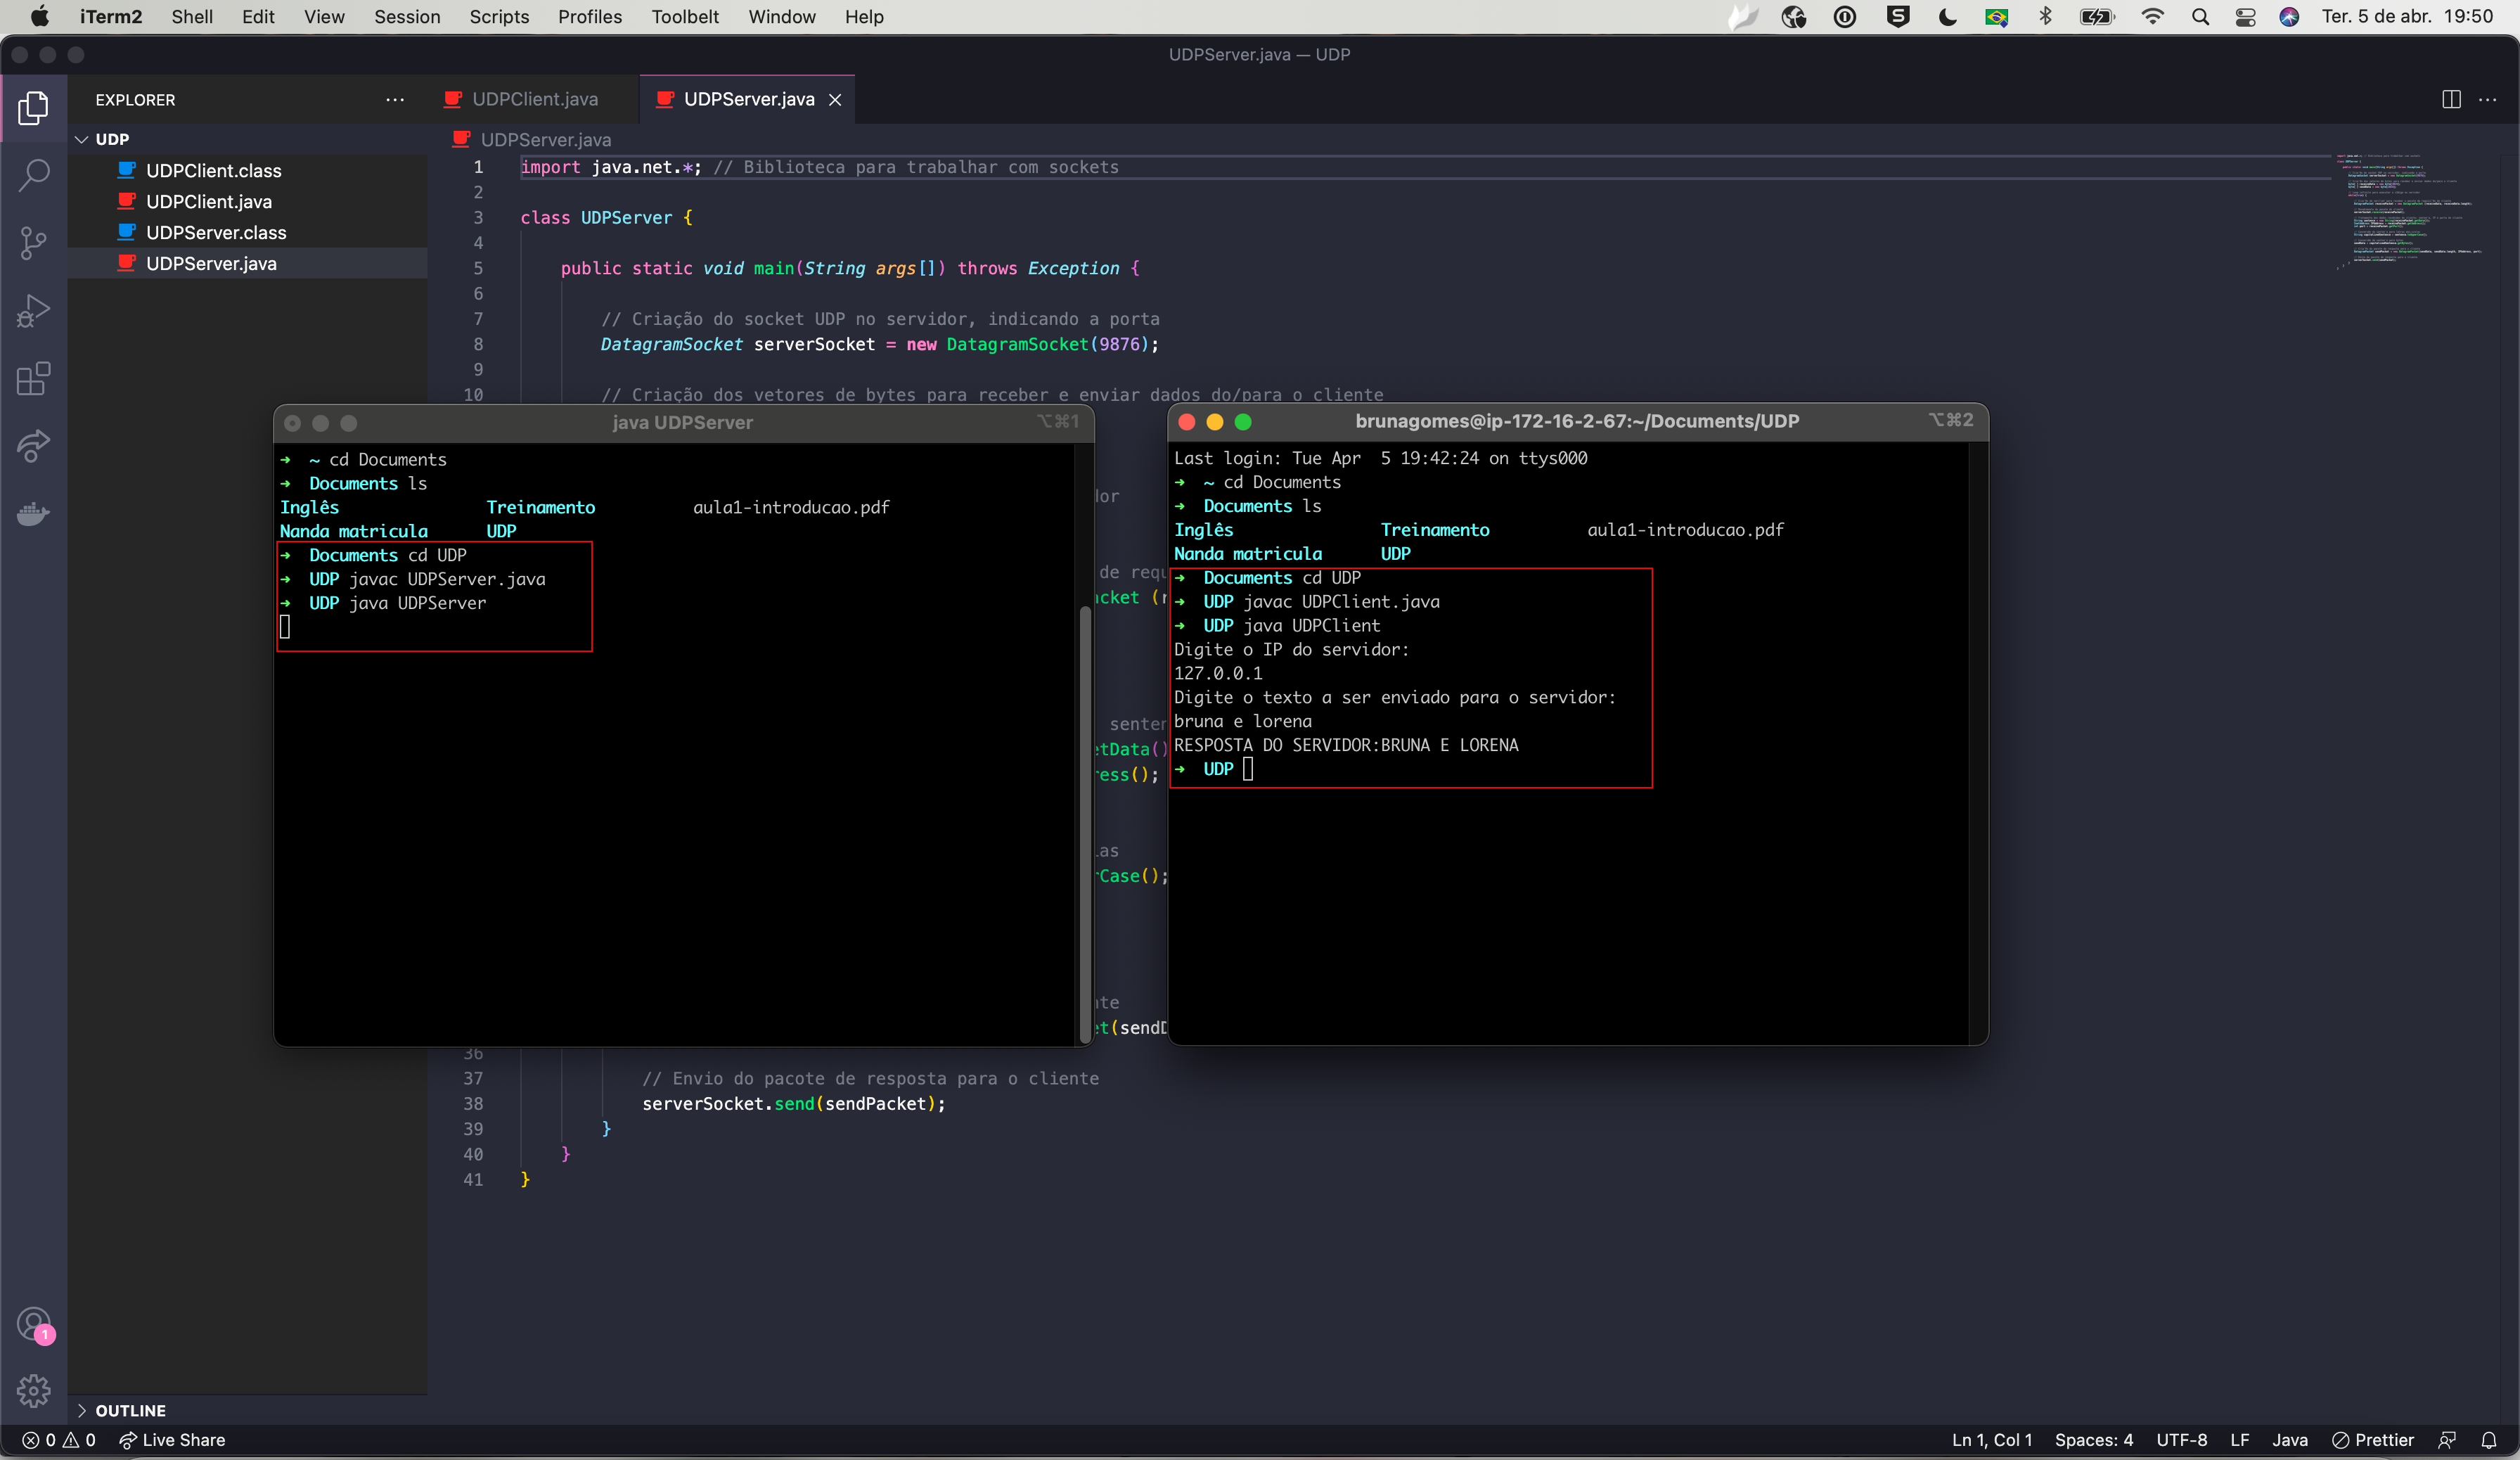 iTerm2 Shell Edit View Session Scripts Profiles Toolbelt Window Help Ter. 5 de abr. 19:50
UDPServer.java — UDP
EXPLORER
UDP
UDPClient.class
UDPClient.java
UDPServer.class
UDPServer.java
OUTLINE
UDPClient.java UDPServer.java
UDPServer.java
1 import java.net.*; // Biblioteca para trabalhar com sockets
2
3 class UDPServer {
4
5 public static void main(String args[]) throws Exception {
6
7 // Criação do socket UDP no servidor, indicando a porta
8 DatagramSocket serverSocket = new DatagramSocket(9876);
9
10 // Criação dos vetores de bytes para receber e enviar dados do/para o cliente
java UDPServer ⌥⌘1
➜ ~ cd Documents
➜ Documents ls
Inglês Treinamento aula1-introducao.pdf
Nanda matricula UDP
➜ Documents cd UDP
➜ UDP javac UDPServer.java
➜ UDP java UDPServer
de
(
senten
etData()
ress();
rCase();
et(send
brunagomes@ip-172-16-2-67:~/Documents/UDP ⌥⌘2
Last login: Tue Apr  5 19:42:24 on ttys000
➜ ~ cd Documents
➜ Documents ls
Inglês Treinamento aula1-introducao.pdf
Nanda matricula UDP
➜ Documents cd UDP
➜ UDP javac UDPClient.java
➜ UDP java UDPClient
Digite o IP do servidor:
127.0.0.1
Digite o texto a ser enviado para o servidor:
bruna e lorena
RESPOSTA DO SERVIDOR:BRUNA E LORENA
➜ UDP
36
37 // Envio do pacote de resposta para o cliente
38 serverSocket.send(sendPacket);
39 }
40 }
41 }
1
0 0 Live Share Ln 1, Col 1 Spaces: 4 UTF-8 LF Java Prettier